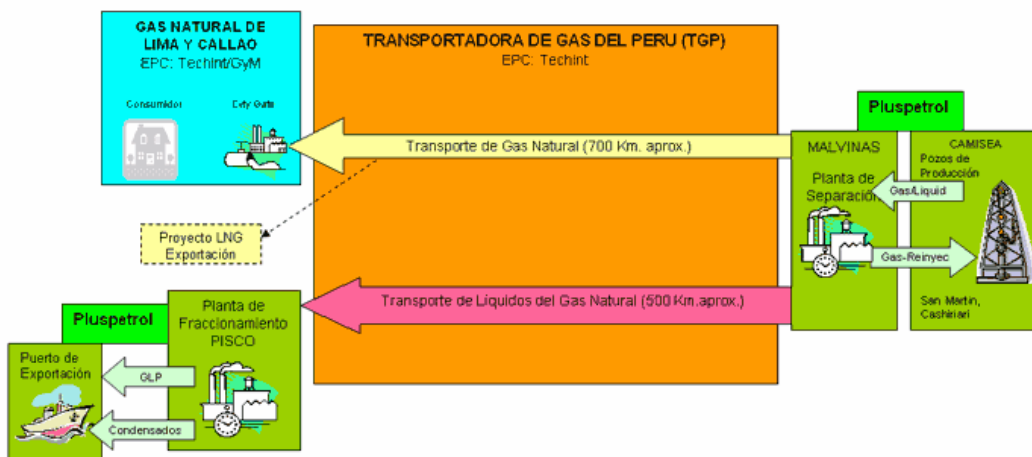 GAS NATURAL DE
LIMA Y CALLAO
EPC: Techint/GyM
Consumidor
City Gate
TRANSPORTADORA DE GAS DEL PERU (TGP)
EPC: Techint
Transporte de Gas Natural (700 Km. aprox.)
Proyecto LNG
Exportación
Pluspetrol
MALVINAS
Planta de
Separación
CAMISEA
Pozos de
Producción
Gas/Liquid
Gas-Reinyec
San Martin,
Cashiriari
Transporte de Líquidos del Gas Natural (500 Km.aprox.)
Pluspetrol
Planta de
Fraccionamiento
PISCO
Puerto de
Exportación
GLP
Condensados